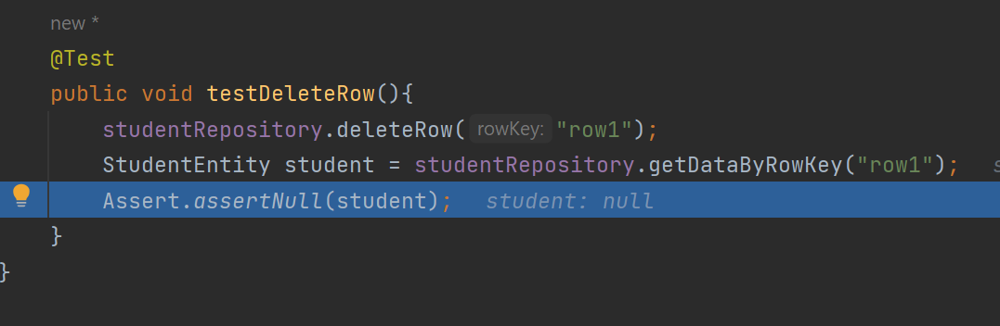 new *
@Test
public void testDeleteRow(){
studentRepository.deleteRow( rowKey: "row1");
StudentEntity student = studentRepository.getDataByRowKey("row1");
Assert.assertNull(student); student: null
}
}